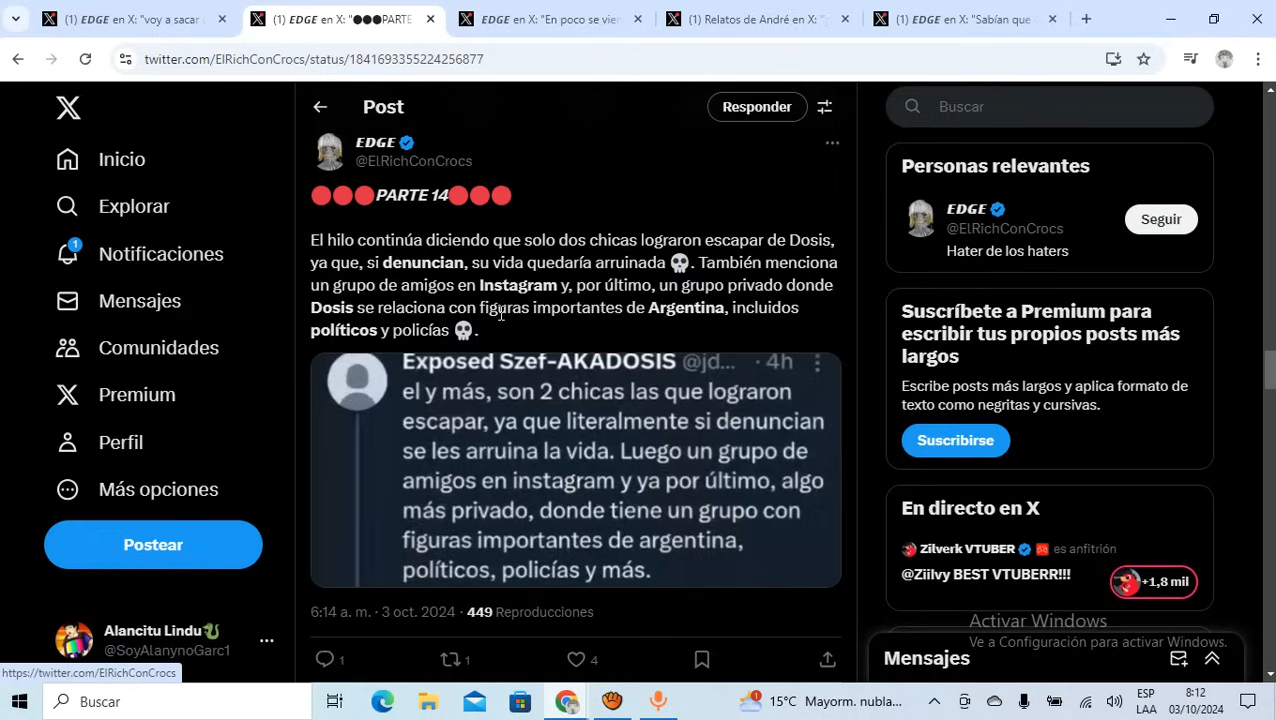 (1) EDGE en X: "voy a sacar
(1) EDGE en X: "●●●PARTE
(1) EDGE en X: "En poco se vien
(1) Relatos de André en X: "
(1) EDGE en X: "Sabían que
twitter.com/ElRichConCrocs/status/1841693355224256877
Inicio
Explorar
1
Notificaciones
Mensajes
Comunidades
Premium
Perfil
Más opciones
Postear
Alancitu Lindu
@SoyAlanynoGarc1
https://twitter.com/ElRichConCrocs
Post
Responder
EDGE
@ElRichConCrocs
PARTE 14
El hilo continúa diciendo que solo dos chicas lograron escapar de Dosis,
ya que, si denuncian, su vida quedaría arruinada 💀. También menciona
un grupo de amigos en Instagram y, por último, un grupo privado donde
Dosis se relaciona con figuras importantes de Argentina, incluidos
políticos y policías 💀.
Exposed Szef-AKADOSIS @jd... · 4h
el y más, son 2 chicas las que lograron
escapar, ya que literalmente si denuncian
se les arruina la vida. Luego un grupo de
amigos en instagram y ya por último, algo
más privado, donde tiene un grupo con
figuras importantes de argentina,
políticos, policías y más.
6:14 a. m. · 3 oct. 2024 · 449 Reproducciones
1
1
4
Buscar
Personas relevantes
EDGE
@ElRichConCrocs
Seguir
Hater de los haters
Suscríbete a Premium para
escribir tus propios posts más
largos
Escribe posts más largos y aplica formato de
texto como negritas y cursivas.
Suscribirse
En directo en X
Zilverk VTUBER es anfitrión
@Ziilvy BEST VTUBERR!!!
+1,8 mil
Activar Windows
Ve a Configuración para activar Windows.
Mensajes
Buscar
15°C Mayorm. nubla...
ESP
LAA
8:12
03/10/2024